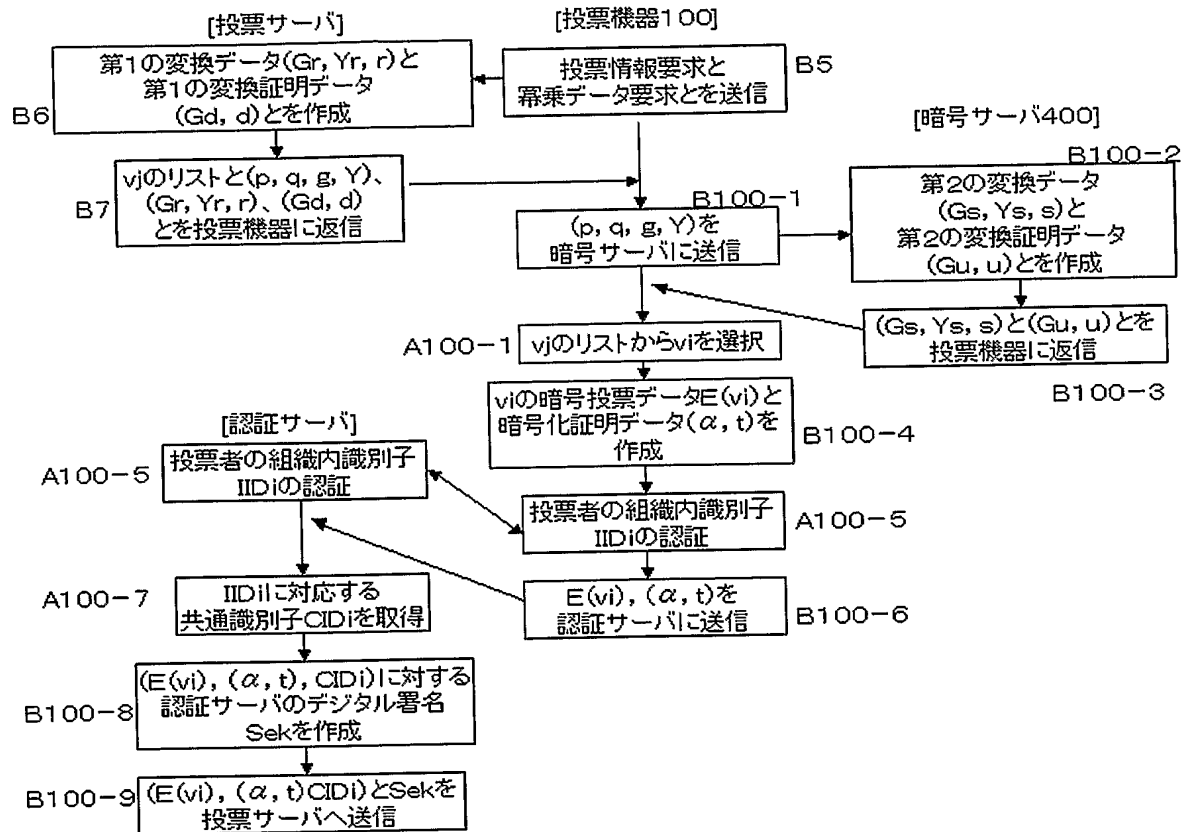 [投票サーバ]
[投票機器100]
第1の変換データ(Gr, Yr, r)と
第1の変換証明データ
(Gd, d)とを作成
B6
投票情報要求と
冪乗データ要求とを送信
B5
[暗号サーバ400]
vjのリストと(p, q, g, Y)、
(Gr, Yr, r)、(Gd, d)
とを投票機器に返信
B7
B100-1
(p, q, g, Y)を
暗号サーバに送信
B100-2
第2の変換データ
(Gs, Ys, s)と
第2の変換証明データ
(Gu, u)とを作成
(Gs, Ys, s)と(Gu, u)とを
投票機器に返信
B100-3
A100-1
vjのリストからviを選択
viの暗号投票データE(vi)と
暗号化証明データ(α, t)を
作成
B100-4
[認証サーバ]
A100-5
投票者の組織内識別子
IIDiの認証
投票者の組織内識別子
IIDiの認証
A100-5
A100-7
IIDiに対応する
共通識別子CIDiを取得
E(vi), (α, t)を
認証サーバに送信
B100-6
B100-8
(E(vi), (α, t), CIDi)に対する
認証サーバのデジタル署名
Sekを作成
B100-9
(E(vi), (α, t)CIDi)とSekを
投票サーバへ送信